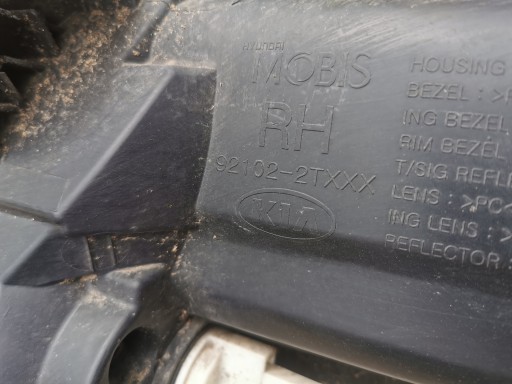 HYUNDAI
MOBIS
RH
92102-2TXXX
KIA
HOUSING
BEZEL : >P
ING BEZEL
RIM BEZEL
T/SIG REFLE
LENS : >PC<
ING LENS : >
REFLECTOR :